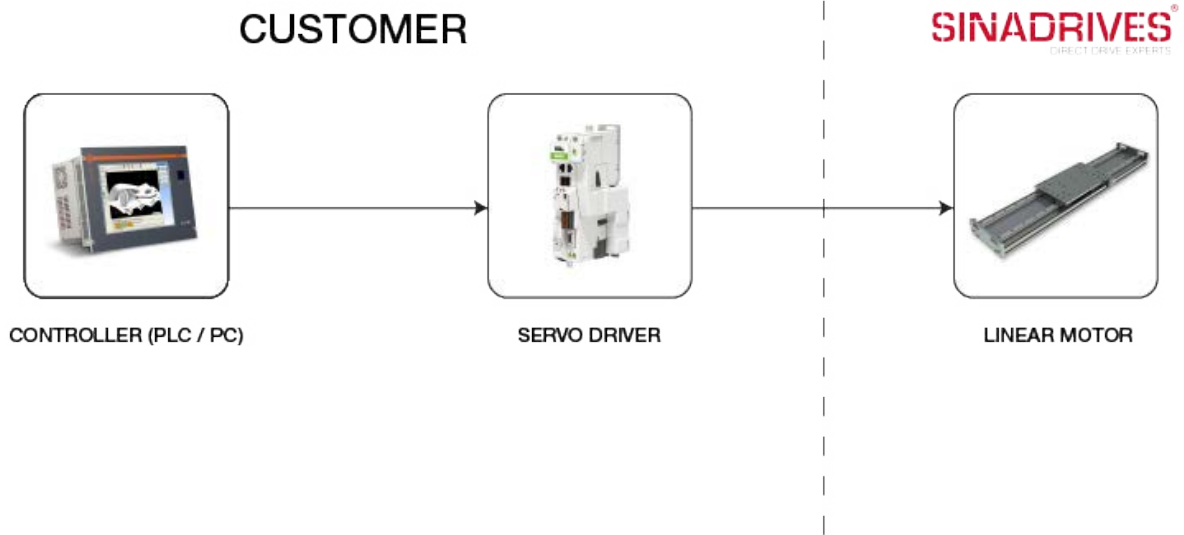 CUSTOMER
SINADRIVES®
DIRECT DRIVE EXPERTS
CONTROLLER (PLC / PC)
SERVO DRIVER
LINEAR MOTOR